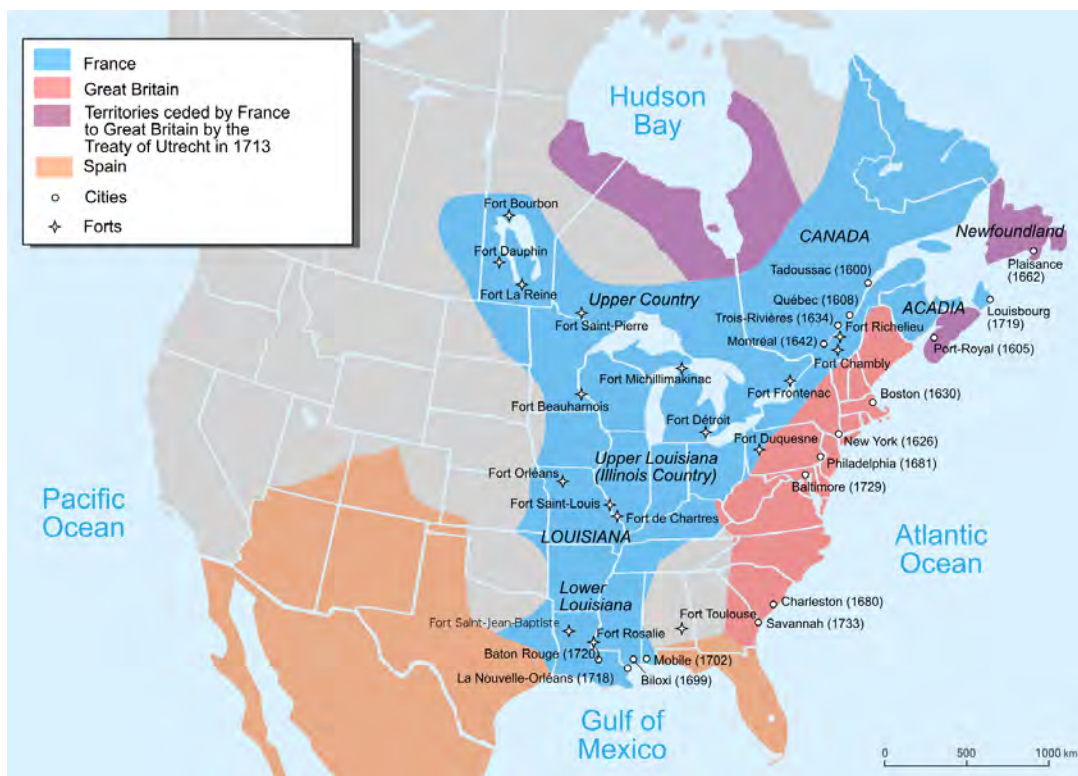 France
Great Britain
Territories ceded by France
to Great Britain by the
Treaty of Utrecht in 1713
Spain
Cities
Forts
Hudson
Bay
Fort Bourbon
Fort Dauphin
Fort La Reine
CANADA
Newfoundland
Plaisance
(1662)
Tadoussac (1600)
Upper Country
Québec (1608)
ACADIA
Louisbourg
(1719)
Trois-Rivières (1634)
Fort Richelieu
Fort Saint-Pierre
Montréal (1642)
Port-Royal (1605)
Fort Chambly
Fort Michillimakinac
Fort Frontenac
Boston (1630)
Fort Beauharnois
Fort Détroit
Fort Duquesne
New York (1626)
Upper Louisiana
(Illinois Country)
Philadelphia (1681)
Fort Orléans
Baltimore (1729)
Pacific
Ocean
Fort Saint-Louis
Fort de Chartres
LOUISIANA
Atlantic
Ocean
Lower
Louisiana
Charleston (1680)
Fort Toulouse
Savannah (1733)
Fort Saint-Jean-Baptiste
Fort Rosalie
Baton Rouge (1720)
Mobile (1702)
La Nouvelle-Orléans (1718)
Biloxi (1699)
Gulf of
Mexico
0 500 1000 km